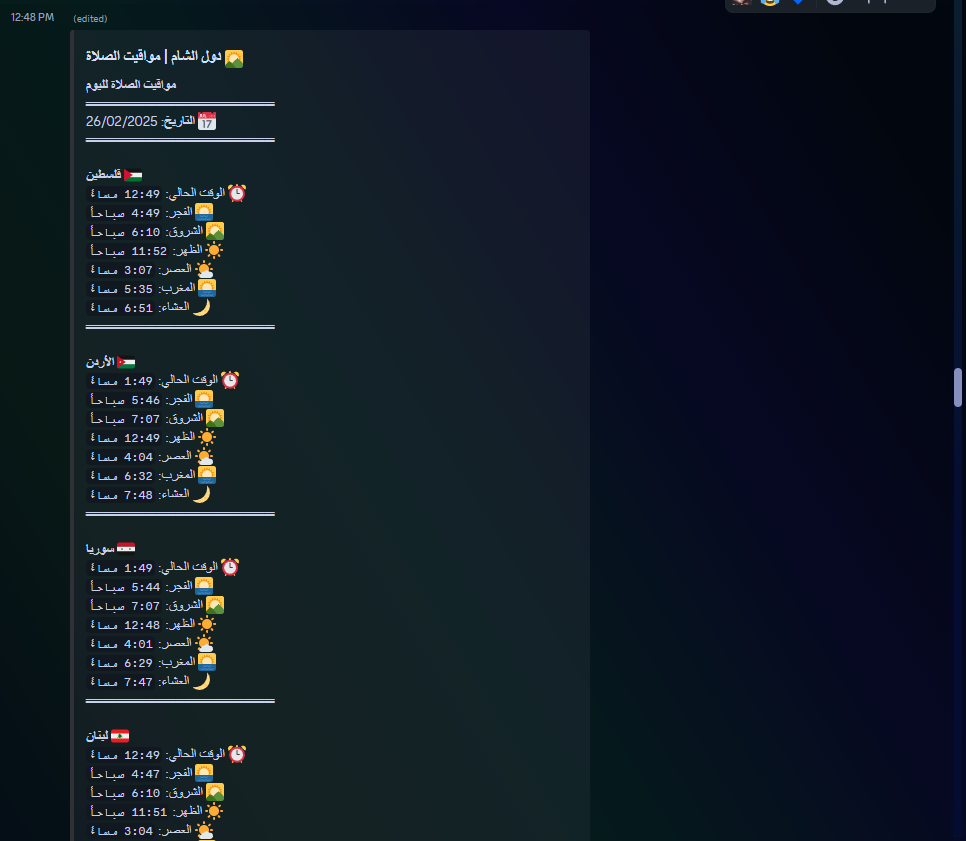 12:48 PM (edited)
دول الشام | مواقيت الصلاة
مواقيت الصلاة لليوم
التاريخ: 26/02/2025
JUL 17
فلسطين
الوقت الحالي: 12:49 مساءً
الفجر: 4:49 صباحاً
الشروق: 6:10 صباحاً
الظهر: 11:52 صباحاً
العصر: 3:07 مساءً
المغرب: 5:35 مساءً
العشاء: 6:51 مساءً
الأردن
الوقت الحالي: 1:49 مساءً
الفجر: 5:46 صباحاً
الشروق: 7:07 صباحاً
الظهر: 12:49 مساءً
العصر: 4:04 مساءً
المغرب: 6:32 مساءً
العشاء: 7:48 مساءً
سوريا
الوقت الحالي: 1:49 مساءً
الفجر: 5:44 صباحاً
الشروق: 7:07 صباحاً
الظهر: 12:48 مساءً
العصر: 4:01 مساءً
المغرب: 6:29 مساءً
العشاء: 7:47 مساءً
لبنان
الوقت الحالي: 12:49 مساءً
الفجر: 4:47 صباحاً
الشروق: 6:10 صباحاً
الظهر: 11:51 صباحاً
العصر: 3:04 مساءً